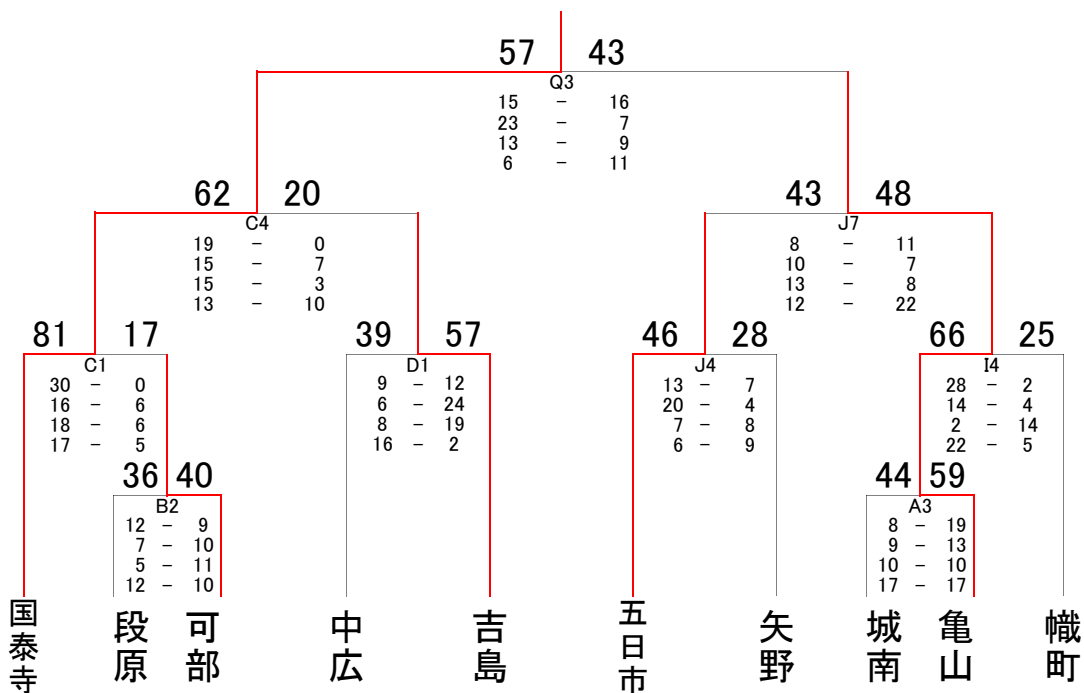 57 43
Q3
15 - 16
23 - 7
13 - 9
6 - 11
62 20
C4
19 - 0
15 - 7
15 - 3
13 - 10
43 48
J7
8 - 11
10 - 7
13 - 8
12 - 22
81 17
C1
30 - 0
16 - 6
18 - 6
17 - 5
39 57
D1
9 - 12
6 - 24
8 - 19
16 - 2
46 28
J4
13 - 7
20 - 4
7 - 8
6 - 9
66 25
I4
28 - 2
14 - 4
2 - 14
22 - 5
36 40
B2
12 - 9
7 - 10
5 - 11
12 - 10
44 59
A3
8 - 19
9 - 13
10 - 10
17 - 17
国泰寺
段原
可部
中広
吉島
五日市
矢野
城南
亀山
幟町